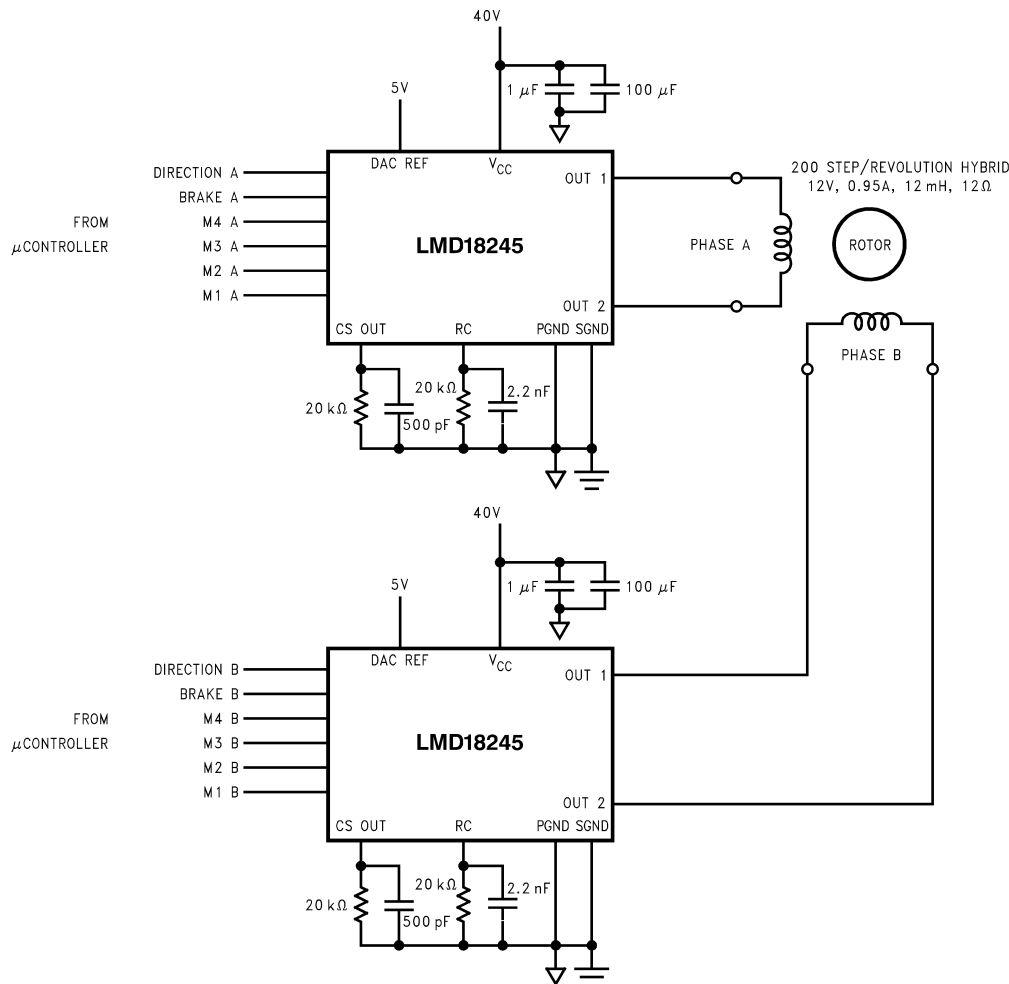 40V
1 μF
100 μF
5V
DAC REF
VCC
DIRECTION A
BRAKE A
M4 A
M3 A
M2 A
M1 A
FROM
μCONTROLLER
LMD18245
OUT 1
OUT 2
CS OUT
RC
PGND
SGND
20 kΩ
500 pF
20 kΩ
2.2 nF
200 STEP/REVOLUTION HYBRID
12V, 0.95A, 12 mH, 12Ω
PHASE A
ROTOR
PHASE B
40V
1 μF
100 μF
5V
DAC REF
VCC
DIRECTION B
BRAKE B
M4 B
M3 B
M2 B
M1 B
FROM
μCONTROLLER
LMD18245
OUT 1
OUT 2
CS OUT
RC
PGND
SGND
20 kΩ
500 pF
20 kΩ
2.2 nF